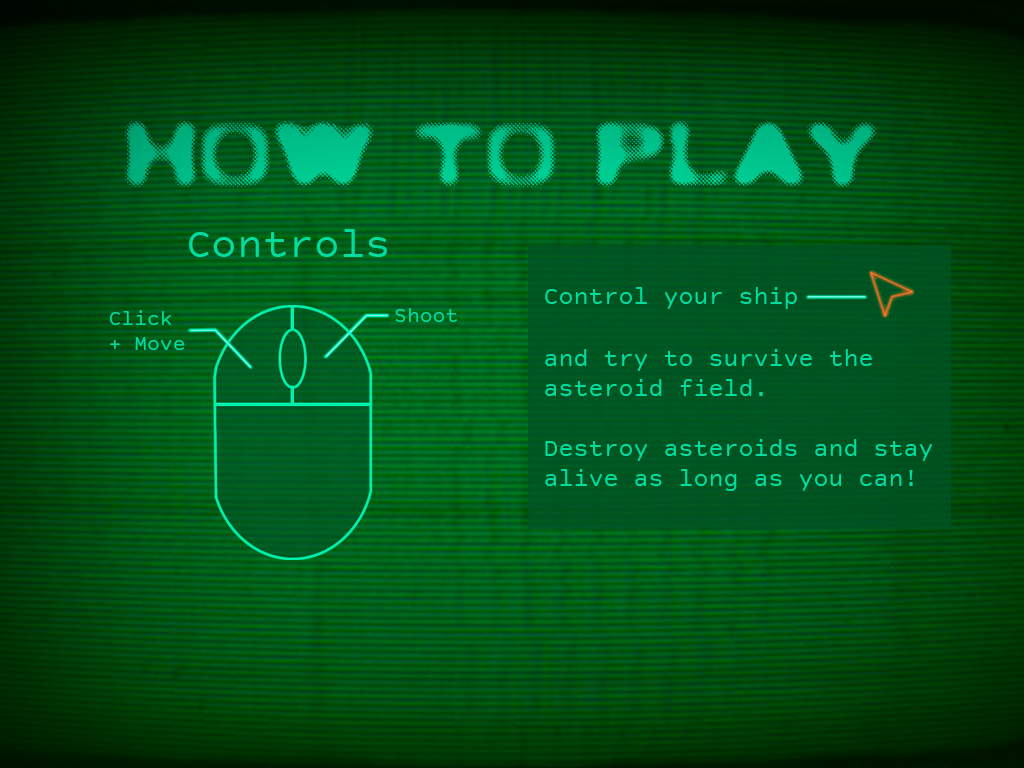 HOW TO PLAY
Controls
Click
+ Move
Shoot
Control your ship
and try to survive the
asteroid field.
Destroy asteroids and stay
alive as long as you can!